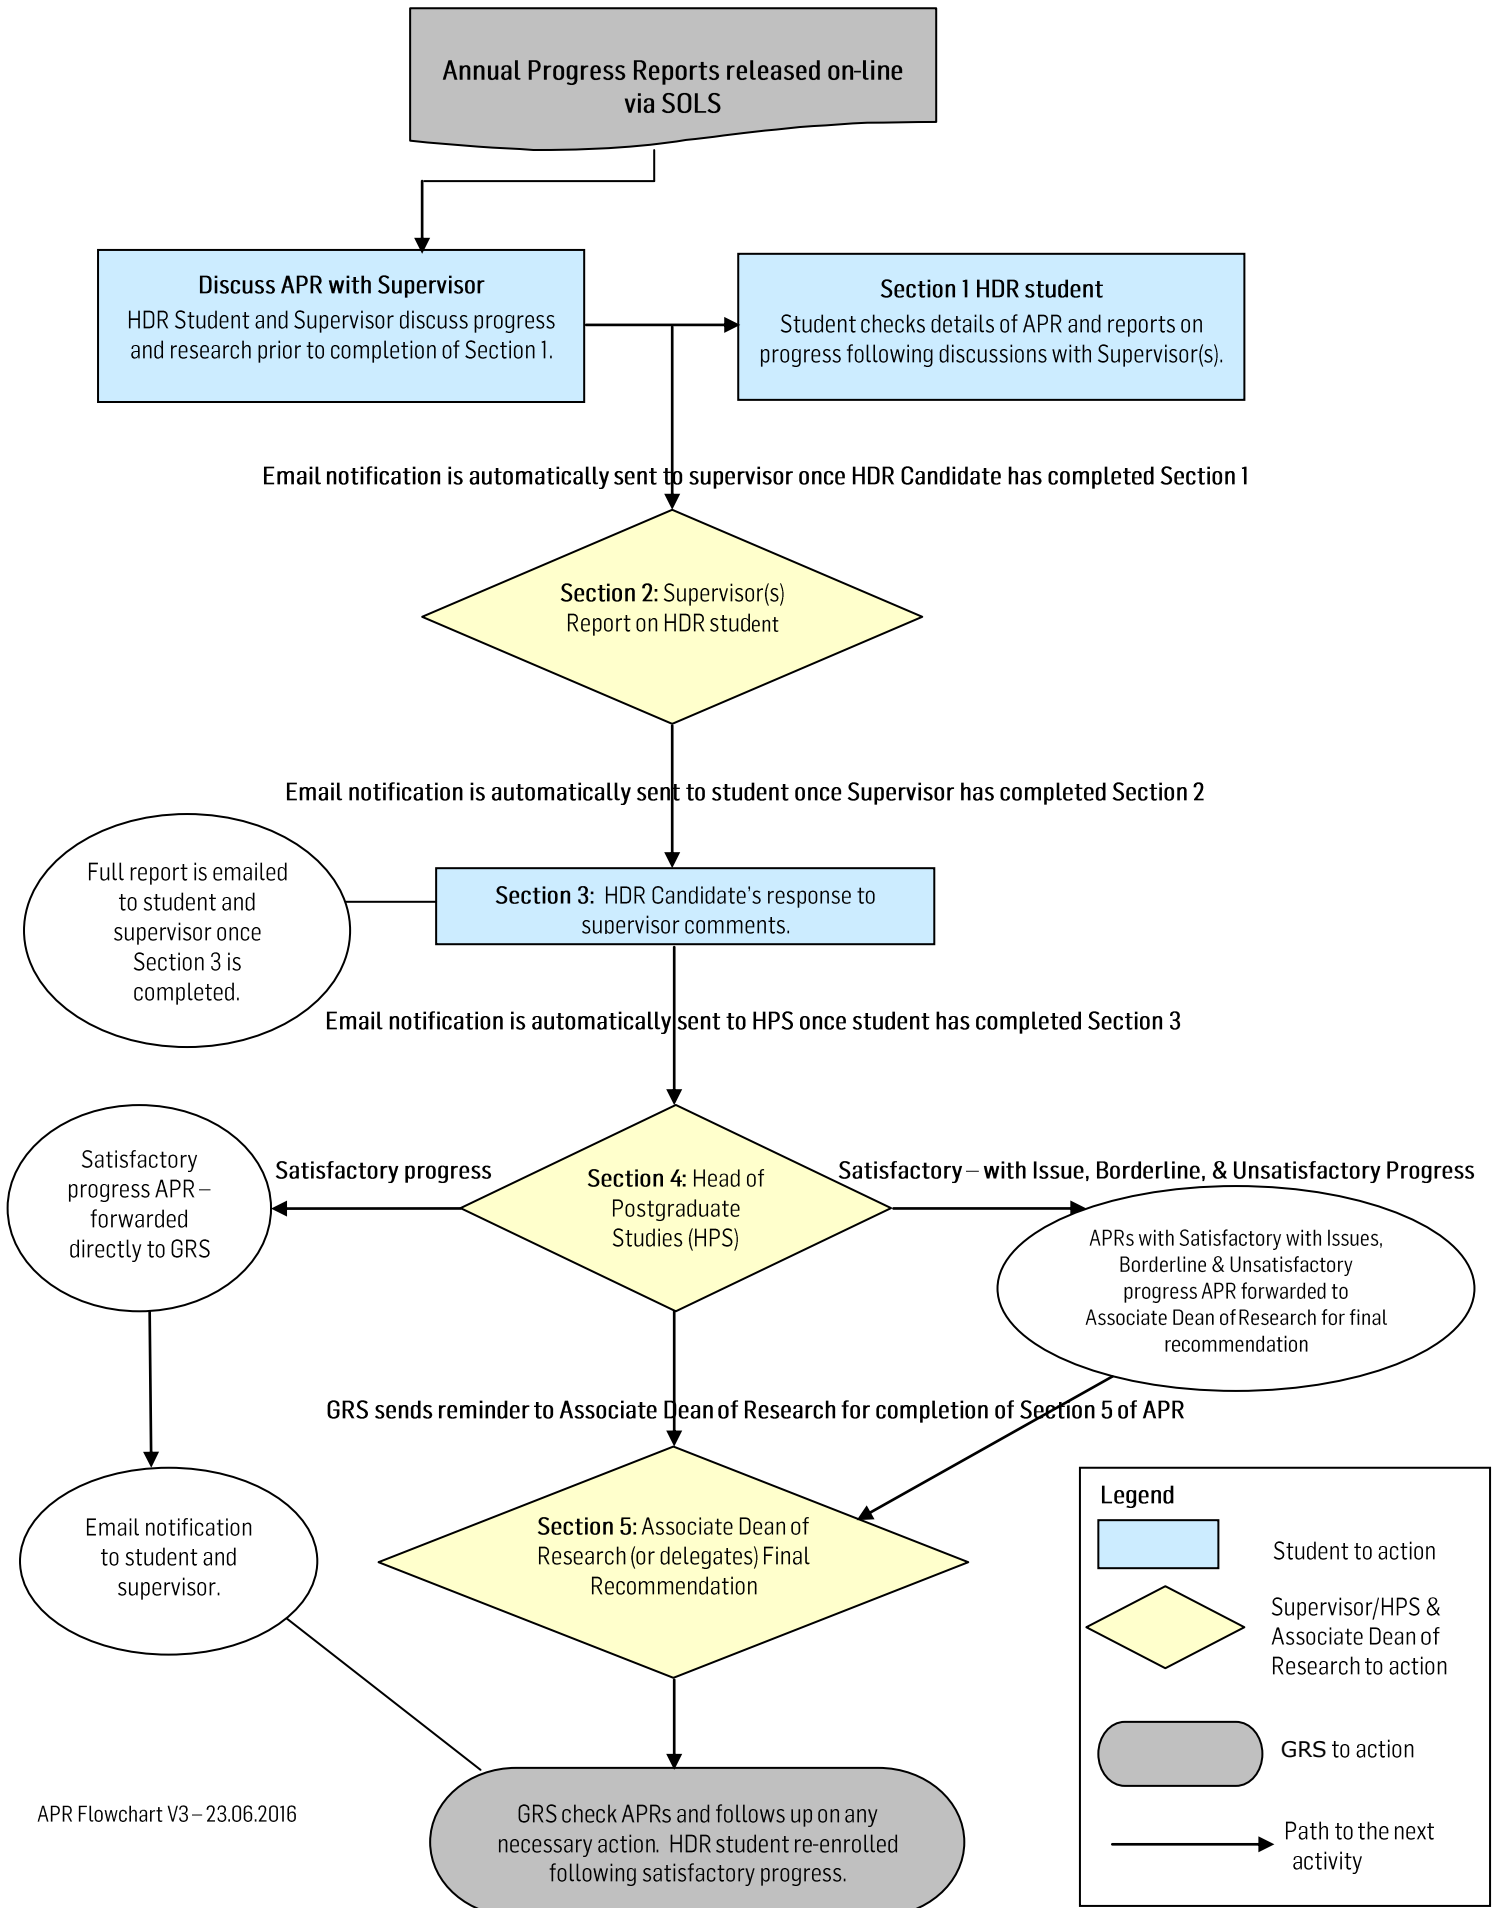 Annual Progress Reports released on-line
via SOLS
Discuss APR with Supervisor
HDR Student and Supervisor discuss progress
and research prior to completion of Section 1.
Section 1 HDR student
Student checks details of APR and reports on
progress following discussions with Supervisor(s).
Email notification is automatically sent to supervisor once HDR Candidate has completed Section 1
Section 2: Supervisor(s)
Report on HDR student
Email notification is automatically sent to student once Supervisor has completed Section 2
Full report is emailed
to student and
supervisor once
Section 3 is
completed.
Section 3: HDR Candidate's response to
supervisor comments.
Email notification is automatically sent to HPS once student has completed Section 3
Satisfactory
progress APR –
forwarded
directly to GRS
Satisfactory progress
Section 4: Head of
Postgraduate
Studies (HPS)
Satisfactory – with Issue, Borderline, & Unsatisfactory Progress
APRs with Satisfactory with Issues,
Borderline & Unsatisfactory
progress APR forwarded to
Associate Dean of Research for final
recommendation
GRS sends reminder to Associate Dean of Research for completion of Section 5 of APR
Email notification
to student and
supervisor.
Section 5: Associate Dean of
Research (or delegates) Final
Recommendation
Legend
Student to action
Supervisor/HPS &
Associate Dean of
Research to action
GRS to action
Path to the next
activity
APR Flowchart V3 – 23.06.2016
GRS check APRs and follows up on any
necessary action. HDR student re-enrolled
following satisfactory progress.